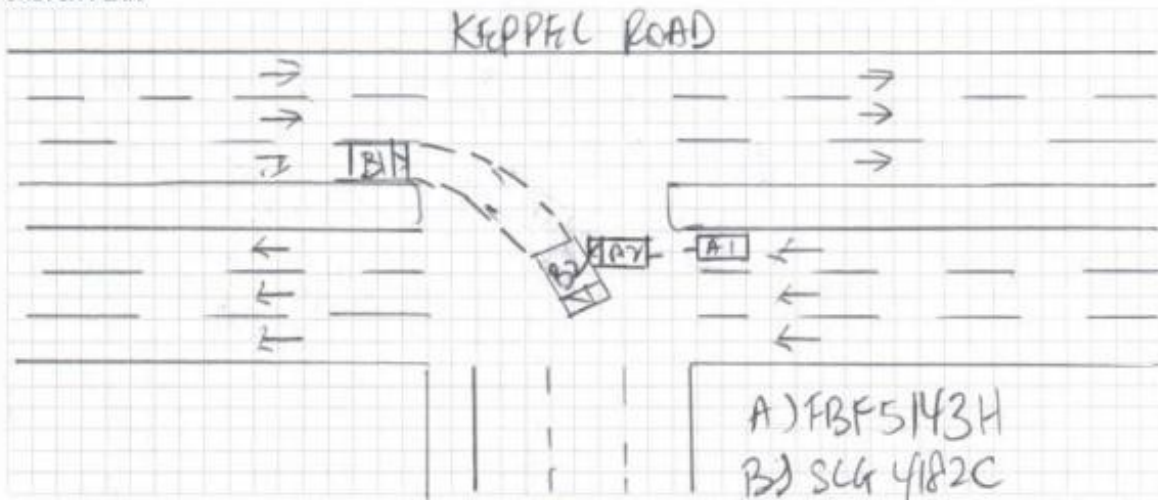 KEPPEL ROAD
B1
A2
A1
B2
A) FBF5143H
B) SLG 4182C